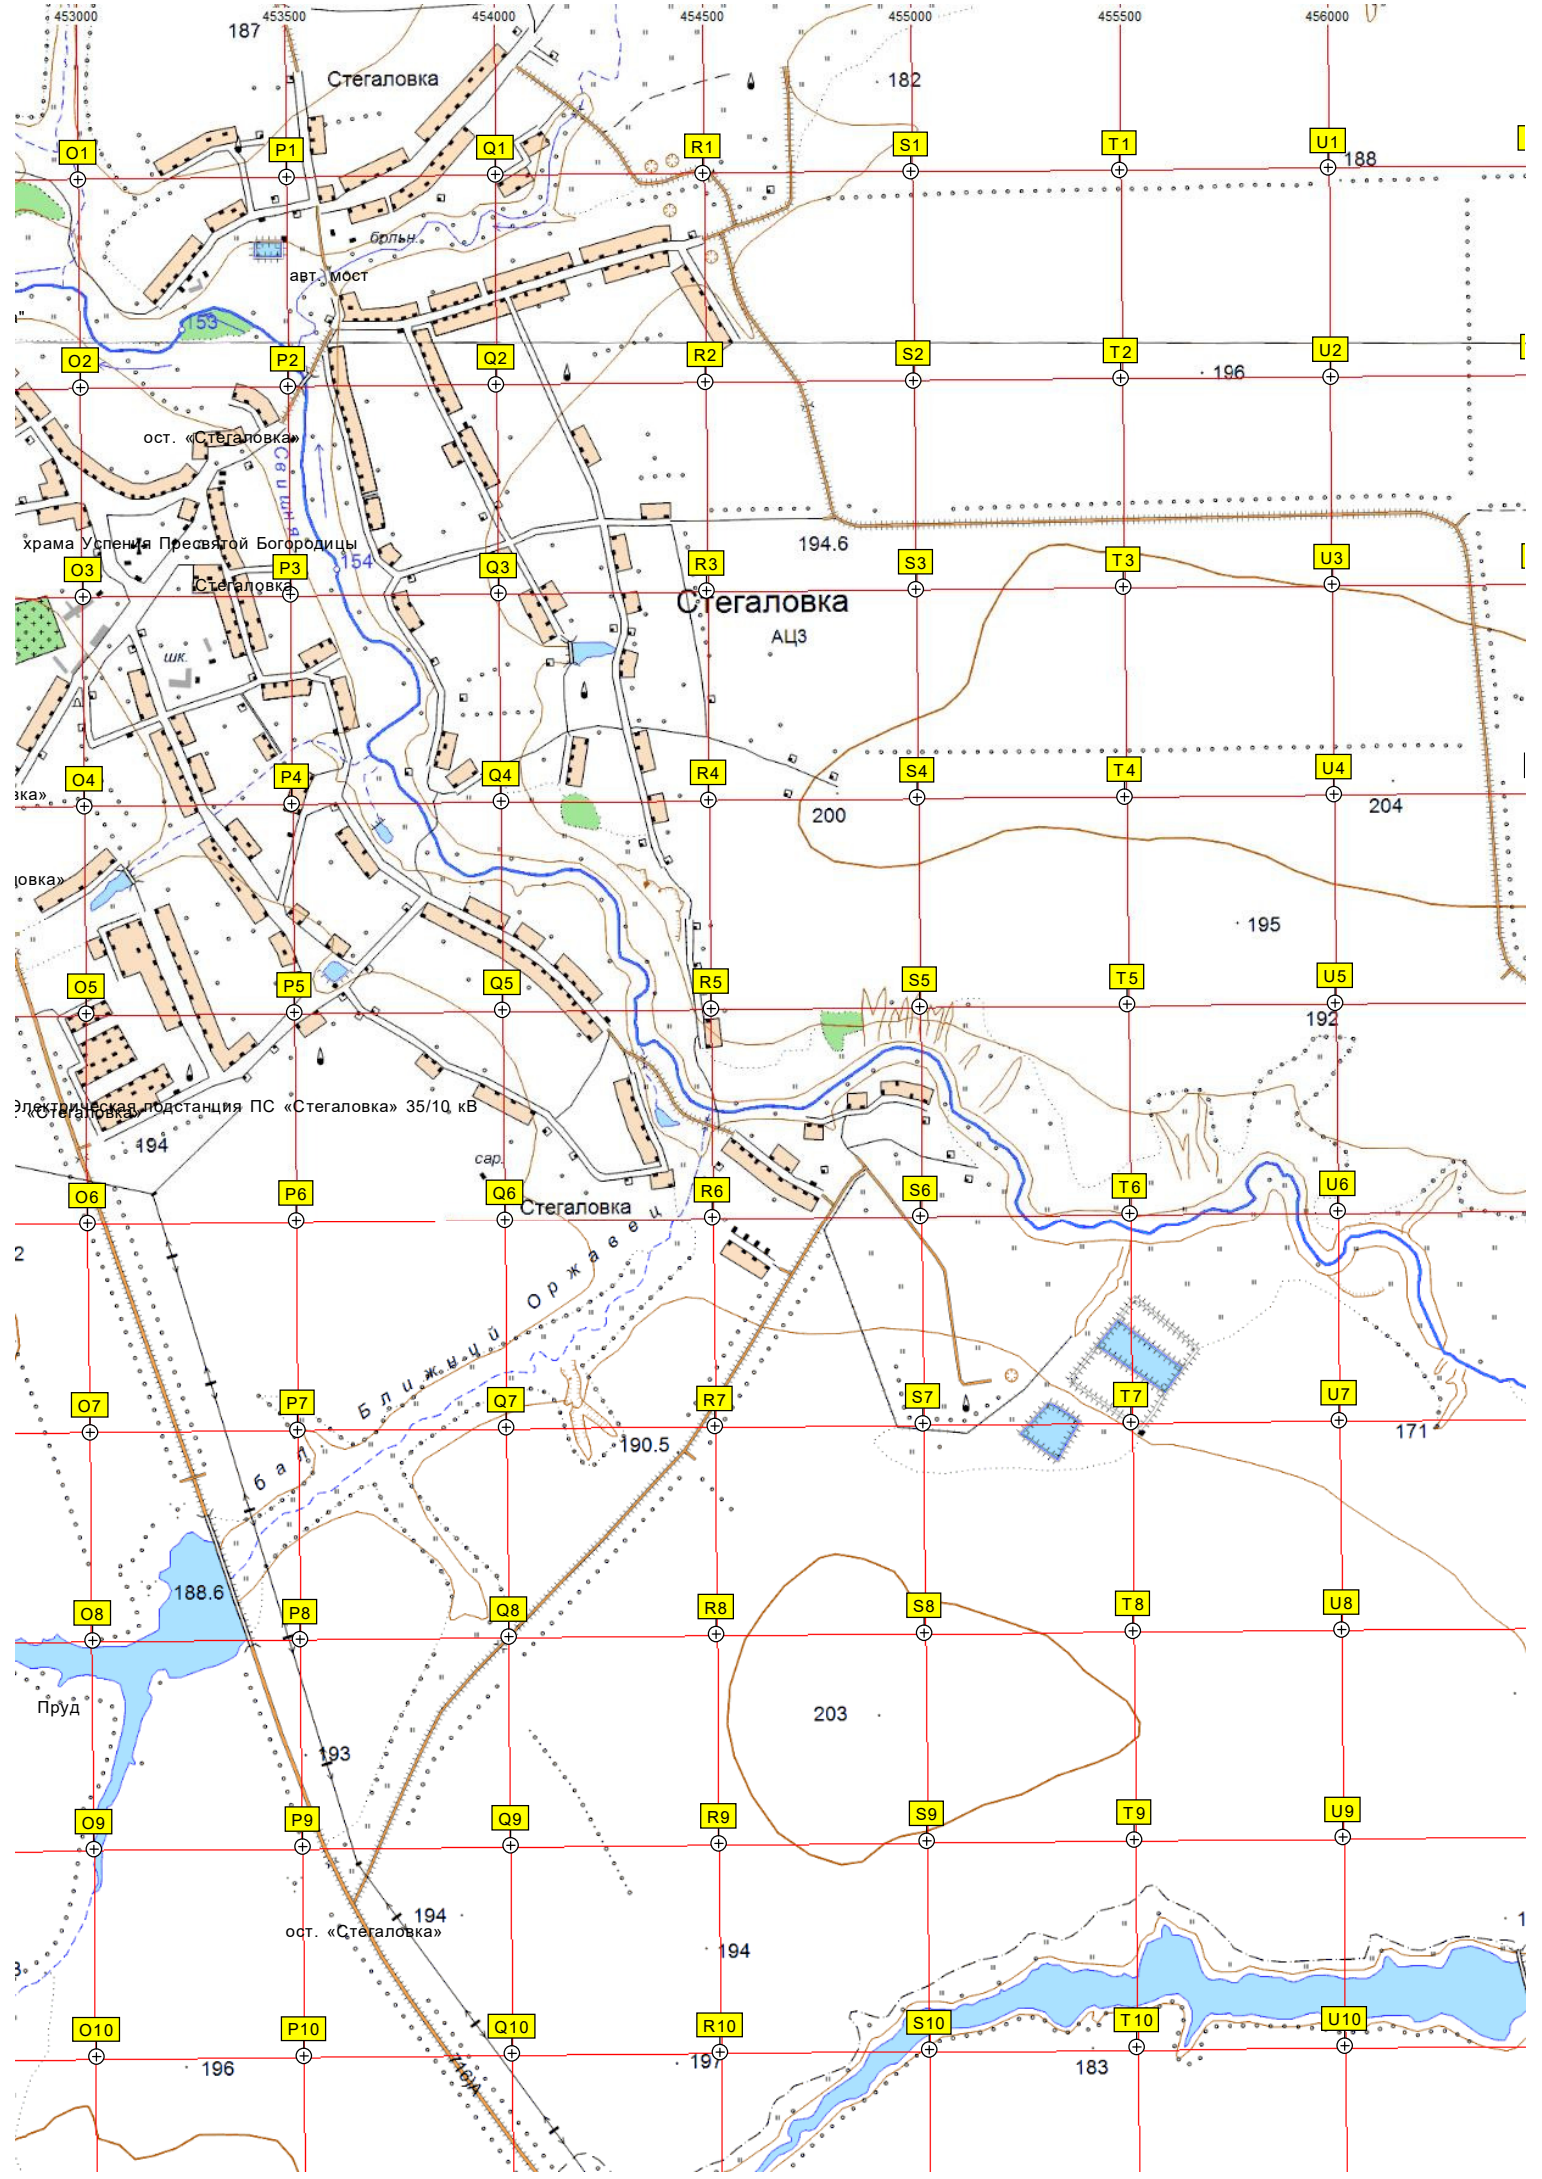 453000 453500 454000 454500 455000 455500 456000
187
Стегаловка
182
O1 P1 Q1 R1 S1 T1 U1
188
брльн.
авт. мост
153
O2 P2 Q2 R2 S2 T2 U2
196
ост. «Стегаловка»
Свишня
194.6
храма Успения Пресвятой Богородицы
154
O3 P3 Q3 R3 S3 T3 U3
Стегаловка
Стегаловка
АЦЗ
шк.
O4 P4 Q4 R4 S4 T4 U4
200
204
195
O5 P5 Q5 R5 S5 T5 U5
192
Электрическая подстанция ПС «Стегаловка» 35/10 кВ
«Стегаловка»
194
сар.
O6 P6 Q6 R6 S6 T6 U6
Стегаловка
бал Ближний Оржавец
O7 P7 Q7 R7 S7 T7 U7
190.5
171
188.6
O8 P8 Q8 R8 S8 T8 U8
Пруд
203
193
O9 P9 Q9 R9 S9 T9 U9
194
ост. «Стегаловка»
194
O10 P10 Q10 R10 S10 T10 U10
196
197
183